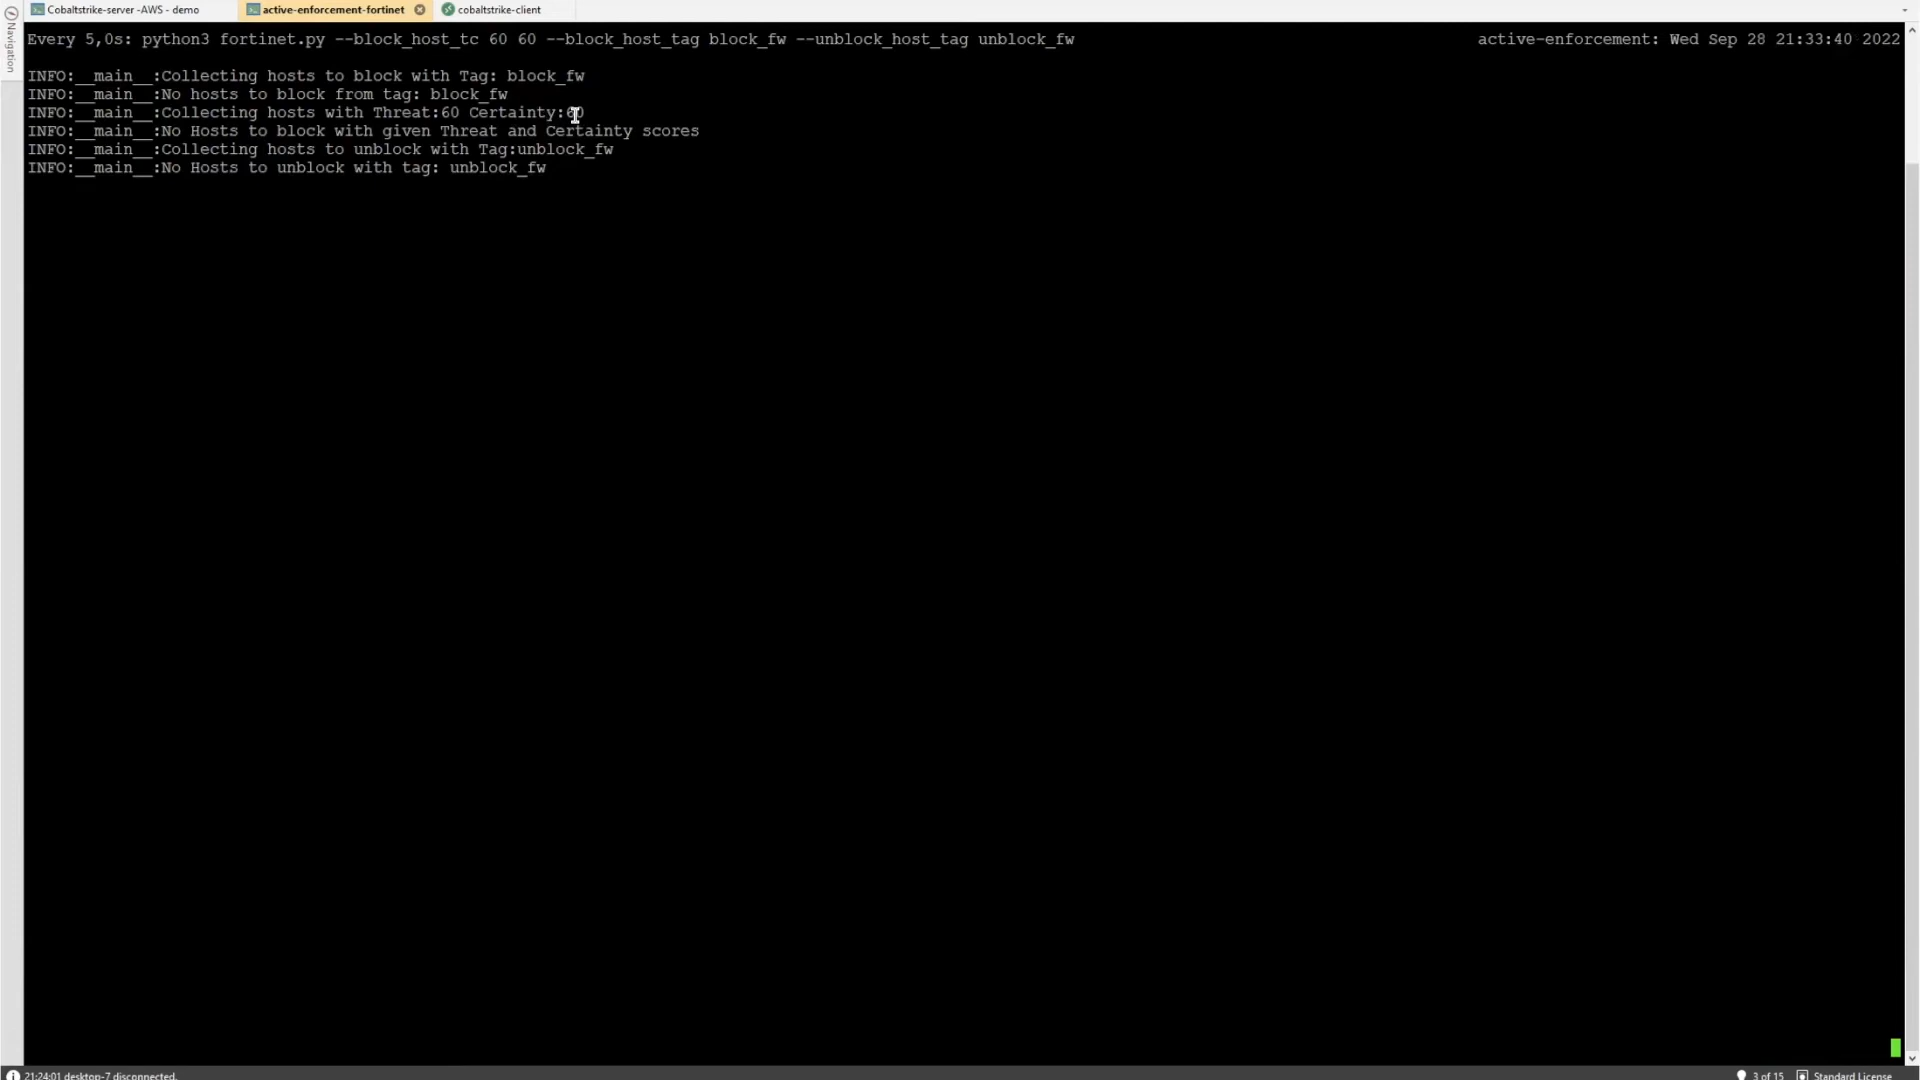 Cobaltstrike-server -AWS - demo
active-enforcement-fortinet
cobaltstrike-client
Navigation
Every 5,0s: python3 fortinet.py --block_host_tc 60 60 --block_host_tag block_fw --unblock_host_tag unblock_fw
active-enforcement: Wed Sep 28 21:33:40 2022
INFO:__main__:Collecting hosts to block with Tag: block_fw
INFO:__main__:No hosts to block from tag: block_fw
INFO:__main__:Collecting hosts with Threat:60 Certainty:60
INFO:__main__:No Hosts to block with given Threat and Certainty scores
INFO:__main__:Collecting hosts to unblock with Tag:unblock_fw
INFO:__main__:No Hosts to unblock with tag: unblock_fw
21:24:01 desktop-7 disconnected.
3 of 15
Standard License